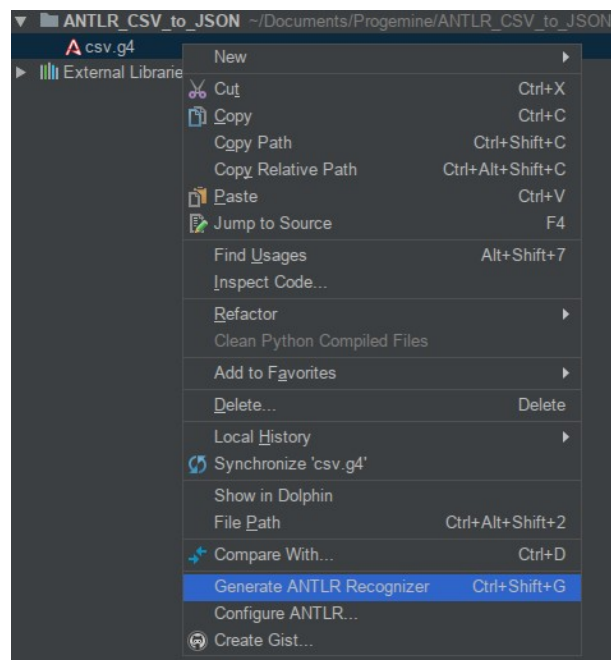 ANTLR_CSV_to_JSON ~/Documents/Progemine/ANTLR_CSV_to_JSON
csv.g4
External Librarie
New
Cut Ctrl+X
Copy Ctrl+C
Copy Path Ctrl+Shift+C
Copy Relative Path Ctrl+Alt+Shift+C
Paste Ctrl+V
Jump to Source F4
Find Usages Alt+Shift+7
Inspect Code...
Refactor
Clean Python Compiled Files
Add to Favorites
Delete... Delete
Local History
Synchronize 'csv.g4'
Show in Dolphin
File Path Ctrl+Alt+Shift+2
Compare With... Ctrl+D
Generate ANTLR Recognizer Ctrl+Shift+G
Configure ANTLR...
Create Gist...